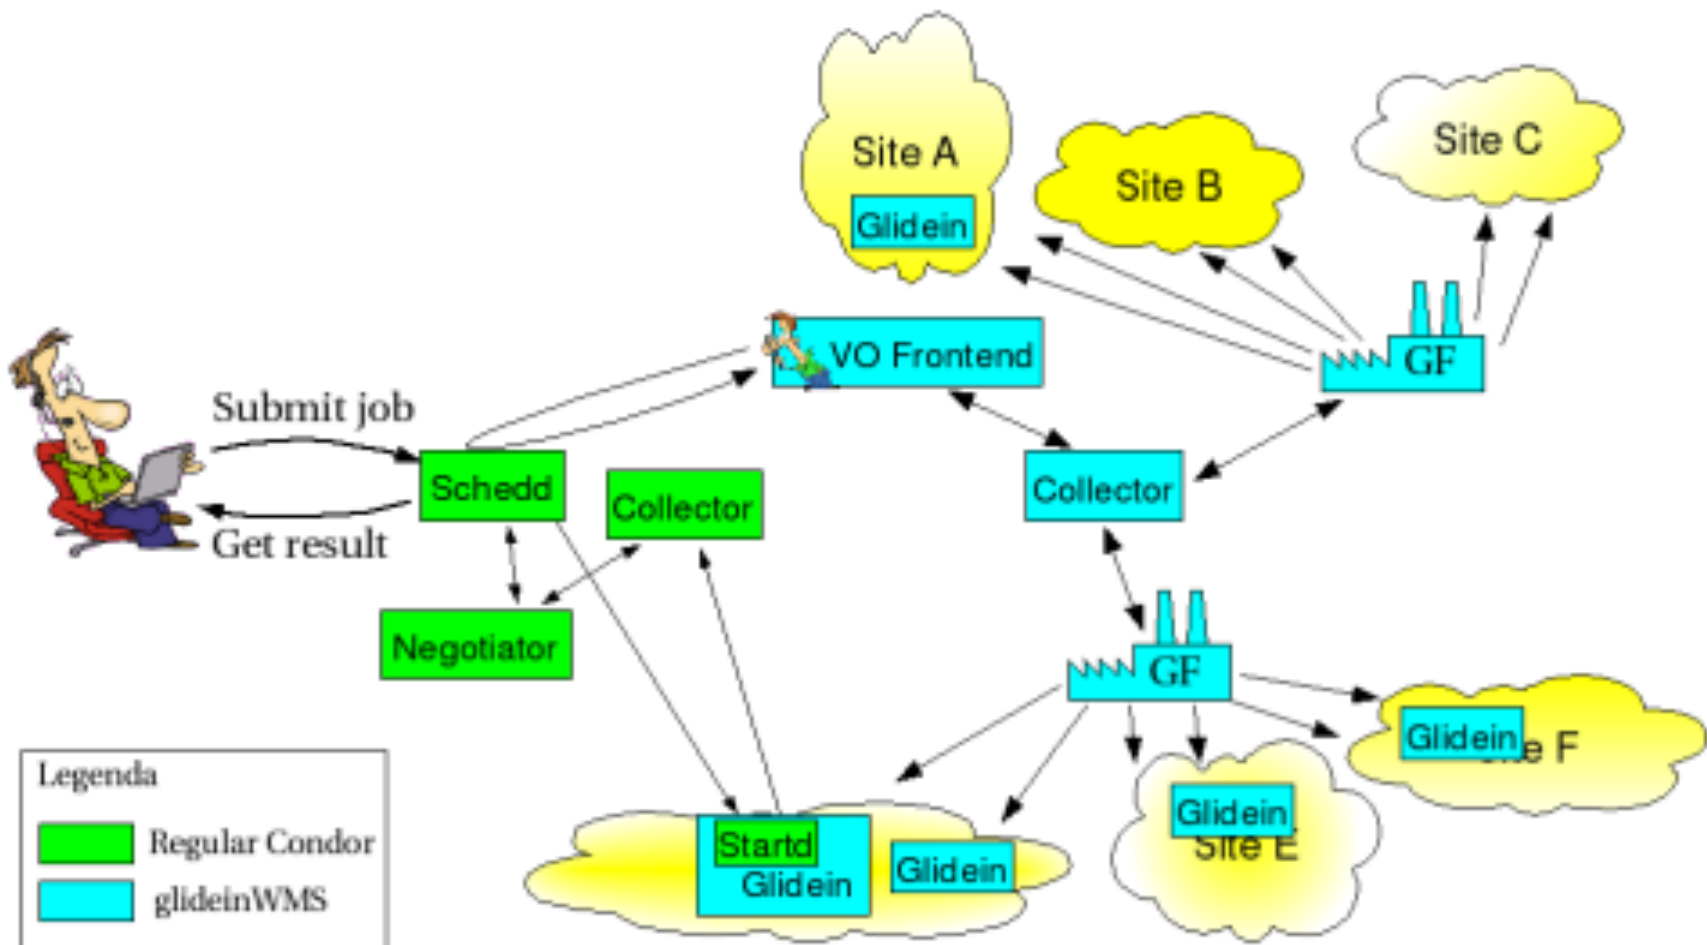 Site A
Glidein
Site B
Site C
VO Frontend
GF
Submit job
Schedd
Collector
Collector
Get result
Negotiator
GF
Glidein
Site F
Legenda
Regular Condor
glideinWMS
Startd
Glidein
Glidein
Glidein
Site E